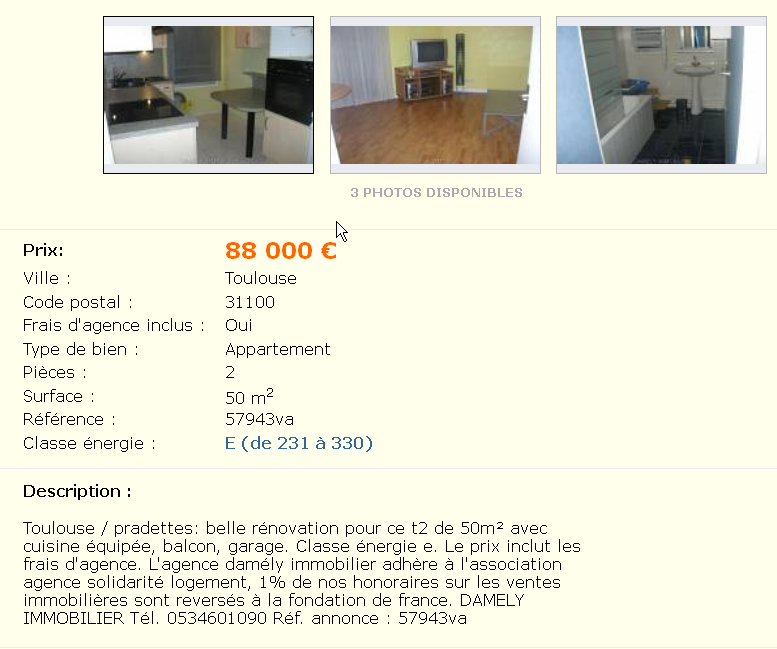 3 PHOTOS DISPONIBLES
Prix: 88 000 €
Ville : Toulouse
Code postal : 31100
Frais d'agence inclus : Oui
Type de bien : Appartement
Pièces : 2
Surface : 50 m²
Référence : 57943va
Classe énergie : E (de 231 à 330)
Description :
Toulouse / pradettes: belle rénovation pour ce t2 de 50m² avec
cuisine équipée, balcon, garage. Classe énergie e. Le prix inclut les
frais d'agence. L'agence damély immobilier adhère à l'association
agence solidarité logement, 1% de nos honoraires sur les ventes
immobilières sont reversés à la fondation de france. DAMELY
IMMOBILIER Tél. 0534601090 Réf. annonce : 57943va